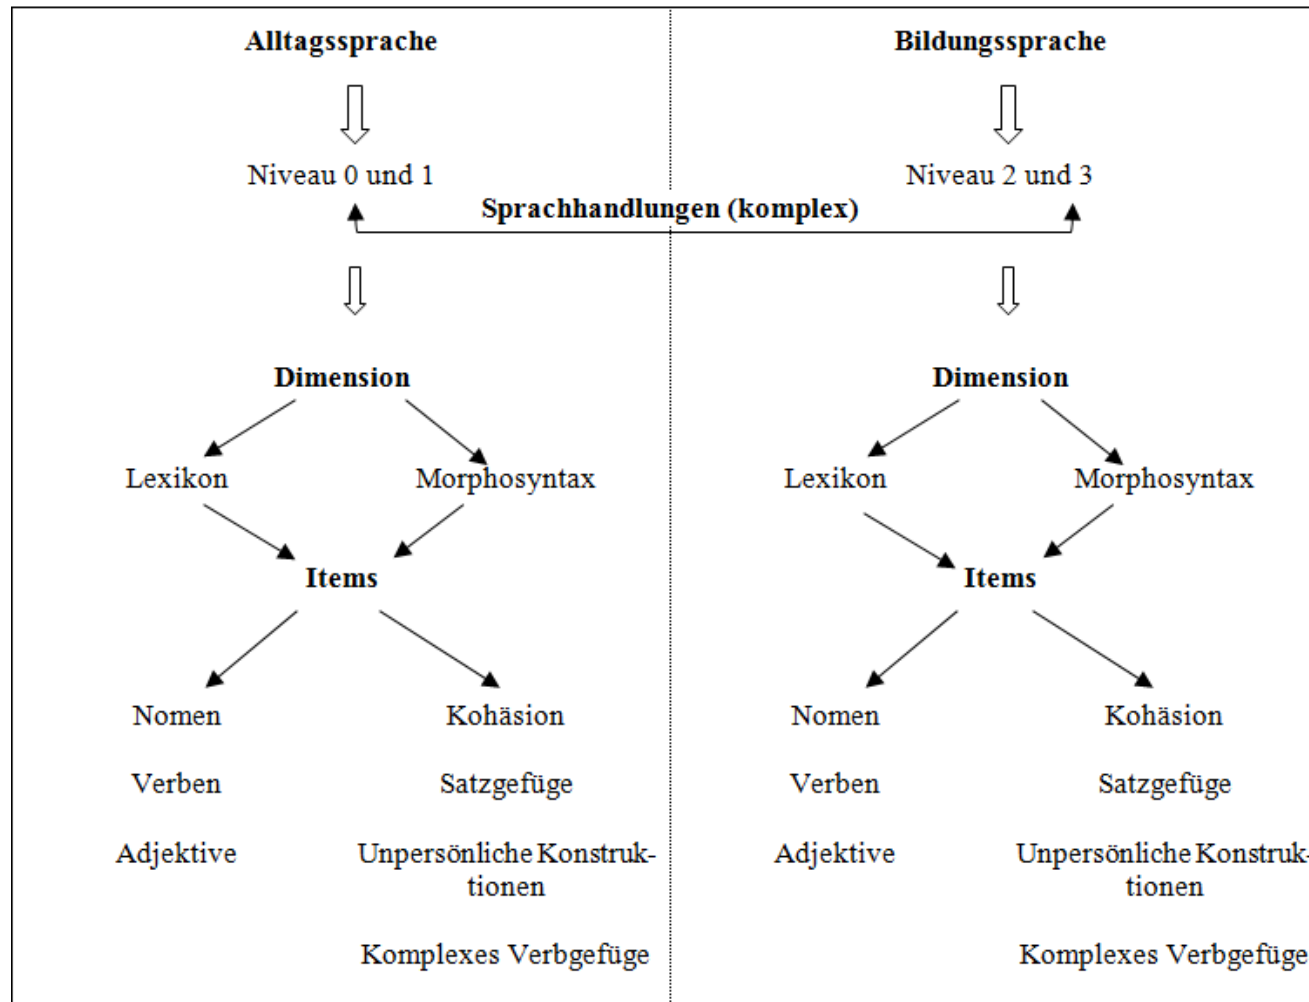 Alltagssprache
Bildungssprache
Niveau 0 und 1
Niveau 2 und 3
Sprachhandlungen (komplex)
Dimension
Dimension
Lexikon
Morphosyntax
Lexikon
Morphosyntax
Items
Items
Nomen
Kohäsion
Nomen
Kohäsion
Verben
Satzgefüge
Verben
Satzgefüge
Adjektive
Unpersönliche Konstruk-
tionen
Adjektive
Unpersönliche Konstruk-
tionen
Komplexes Verbgefüge
Komplexes Verbgefüge